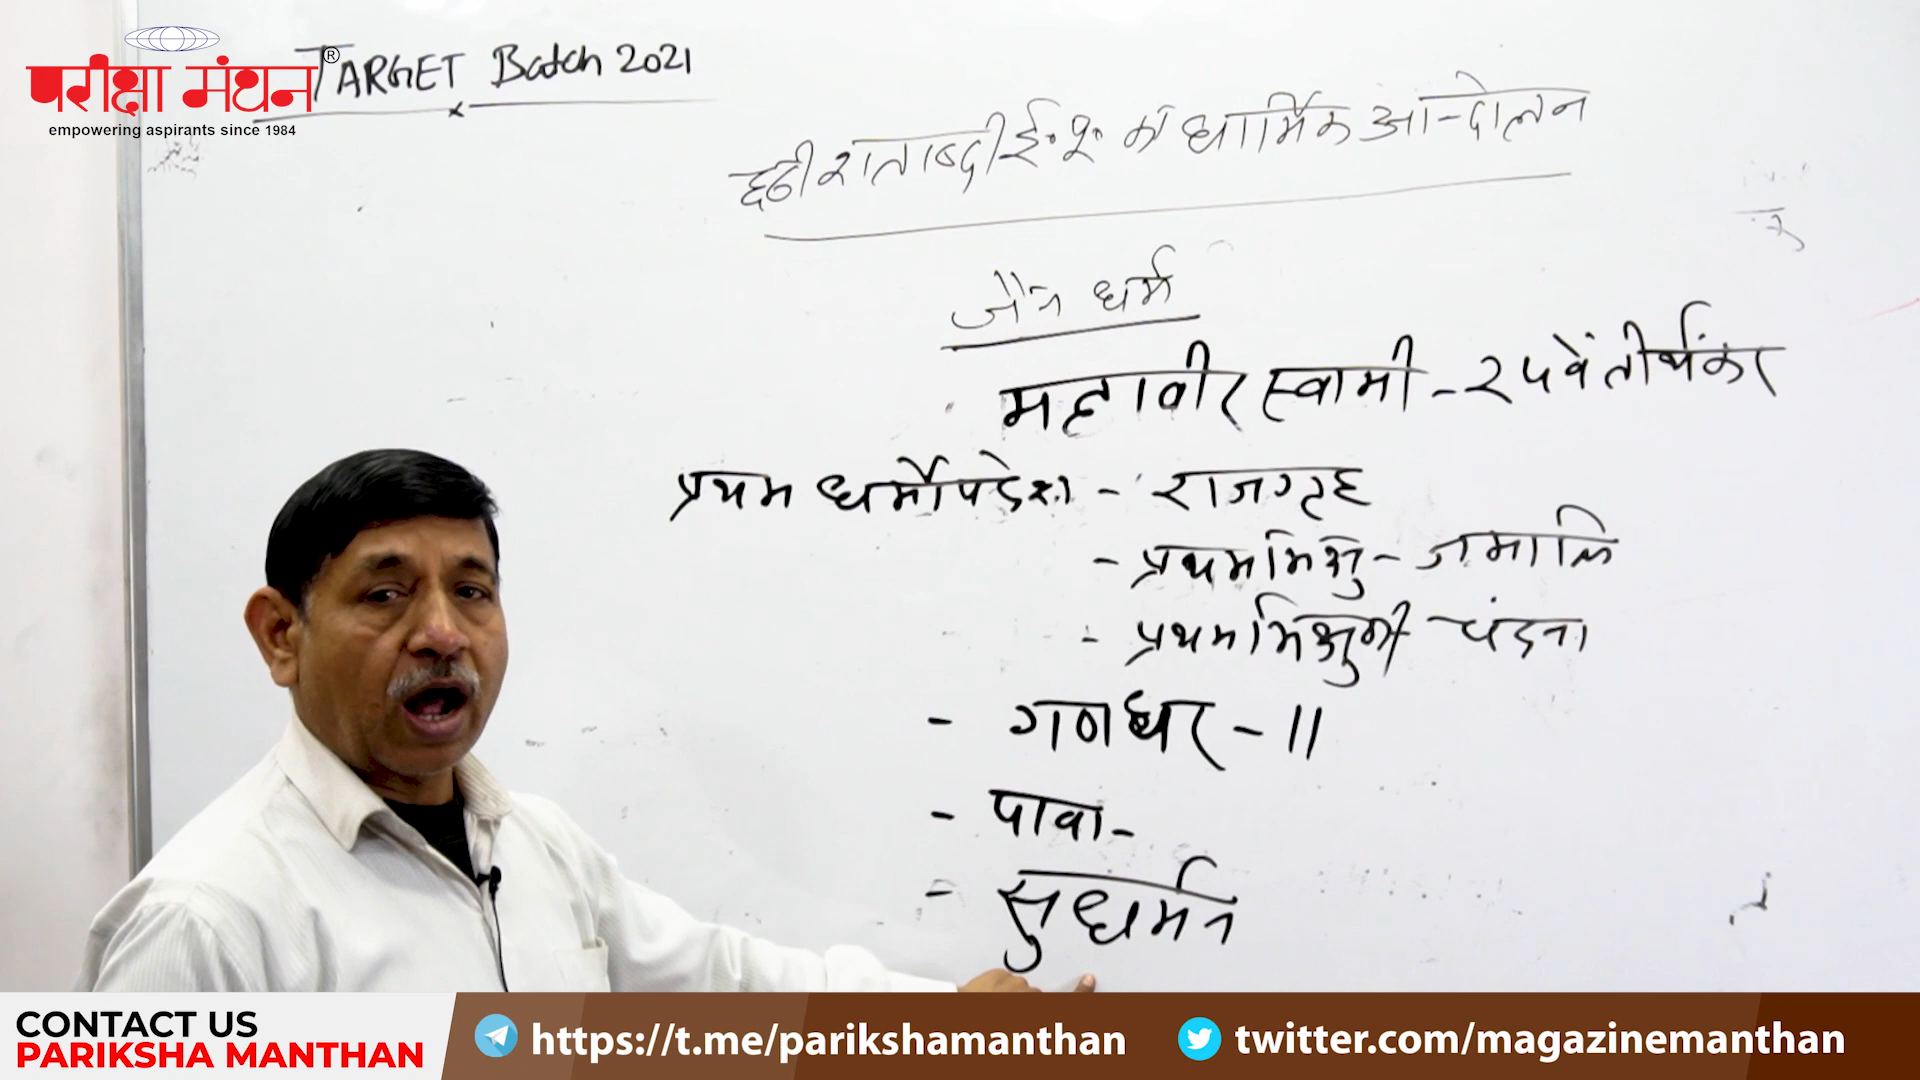 परीक्षा मंथन®
empowering aspirants since 1984
TARGET Batch 2021
छठी शताब्दी ई.पू. के धार्मिक आन्दोलन
जैन धर्म
महावीर स्वामी - २४वें तीर्थंकर
प्रथम धर्मोपदेश - राजगृह
- प्रथम भिक्षु - जमालि
- प्रथम भिक्षुणी - चंदना
- गणधर - 11
- पावा -
- सुधर्मन
CONTACT US
PARIKSHA MANTHAN
https://t.me/parikshamanthan
twitter.com/magazinemanthan